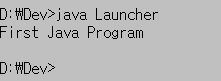 D:₩Dev>java Launcher
First Java Program
D:₩Dev>